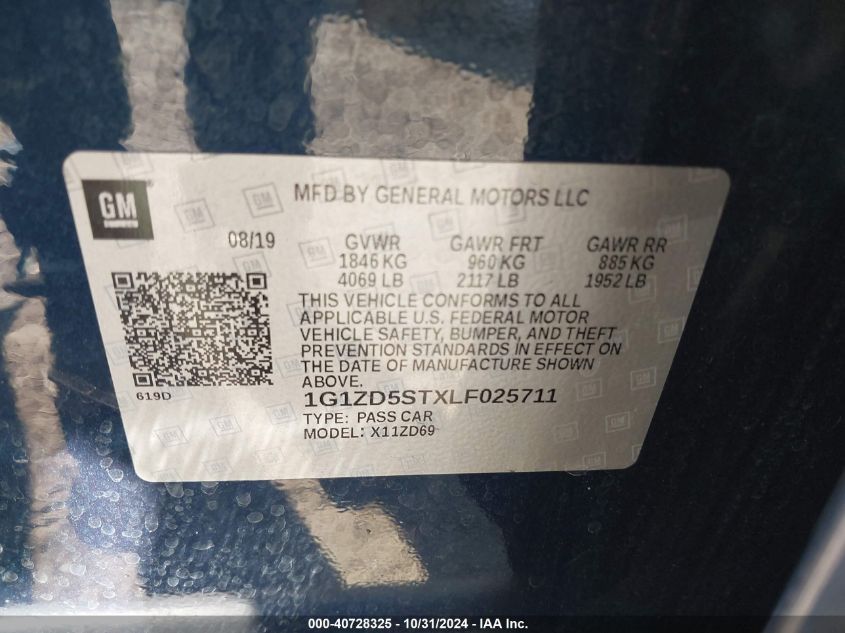 GM
MFD BY GENERAL MOTORS LLC
08/19 GVWR GAWR FRT GAWR RR
1846 KG 960 KG 885 KG
4069 LB 2117 LB 1952 LB
THIS VEHICLE CONFORMS TO ALL
APPLICABLE U.S. FEDERAL MOTOR
VEHICLE SAFETY, BUMPER, AND THEFT
PREVENTION STANDARDS IN EFFECT ON
THE DATE OF MANUFACTURE SHOWN
ABOVE.
619D
1G1ZD5STXLF025711
TYPE: PASS CAR
MODEL: X11ZD69
000-40728325 - 10/31/2024 - IAA Inc.